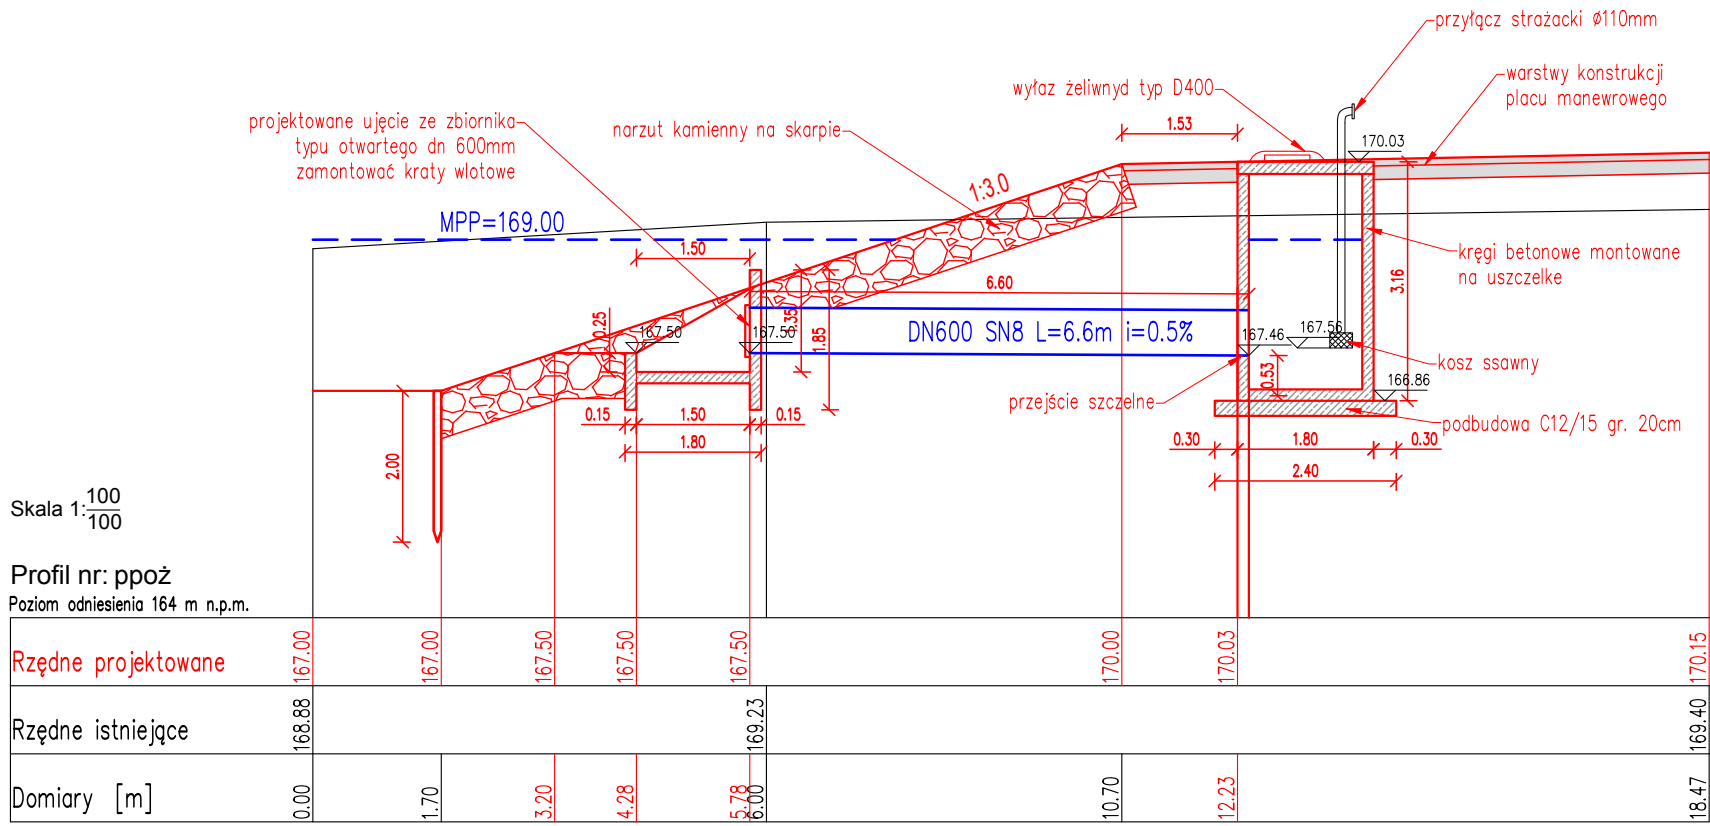 przyłącz strażacki ø110mm
warstwy konstrukcji
placu manewrowego
wyłaz żeliwnyd typ D400
projektowane ujęcie ze zbiornika
typu otwartego dn 600mm
zamontować kraty wlotowe
narzut kamienny na skarpie
1.53
170.03
1:3.0
MPP=169.00
1.50
6.60
kręgi betonowe montowane
na uszczelke
3.16
0.25
167.50
167.50
1.35
1.85
DN600 SN8 L=6.6m i=0.5%
167.46
167.56
kosz ssawny
0.53
166.86
przejście szczelne
podbudowa C12/15 gr. 20cm
0.15
1.50
0.15
1.80
0.30
1.80
0.30
2.40
2.00
Skala 1:100
100
Profil nr: ppoż
Poziom odniesienia 164 m n.p.m.
Rzędne projektowane
167.00
167.00
167.50
167.50
167.50
170.00
170.03
170.15
Rzędne istniejące
168.88
169.23
169.40
Domiary [m]
0.00
1.70
3.20
4.28
5.78
6.00
10.70
12.23
18.47